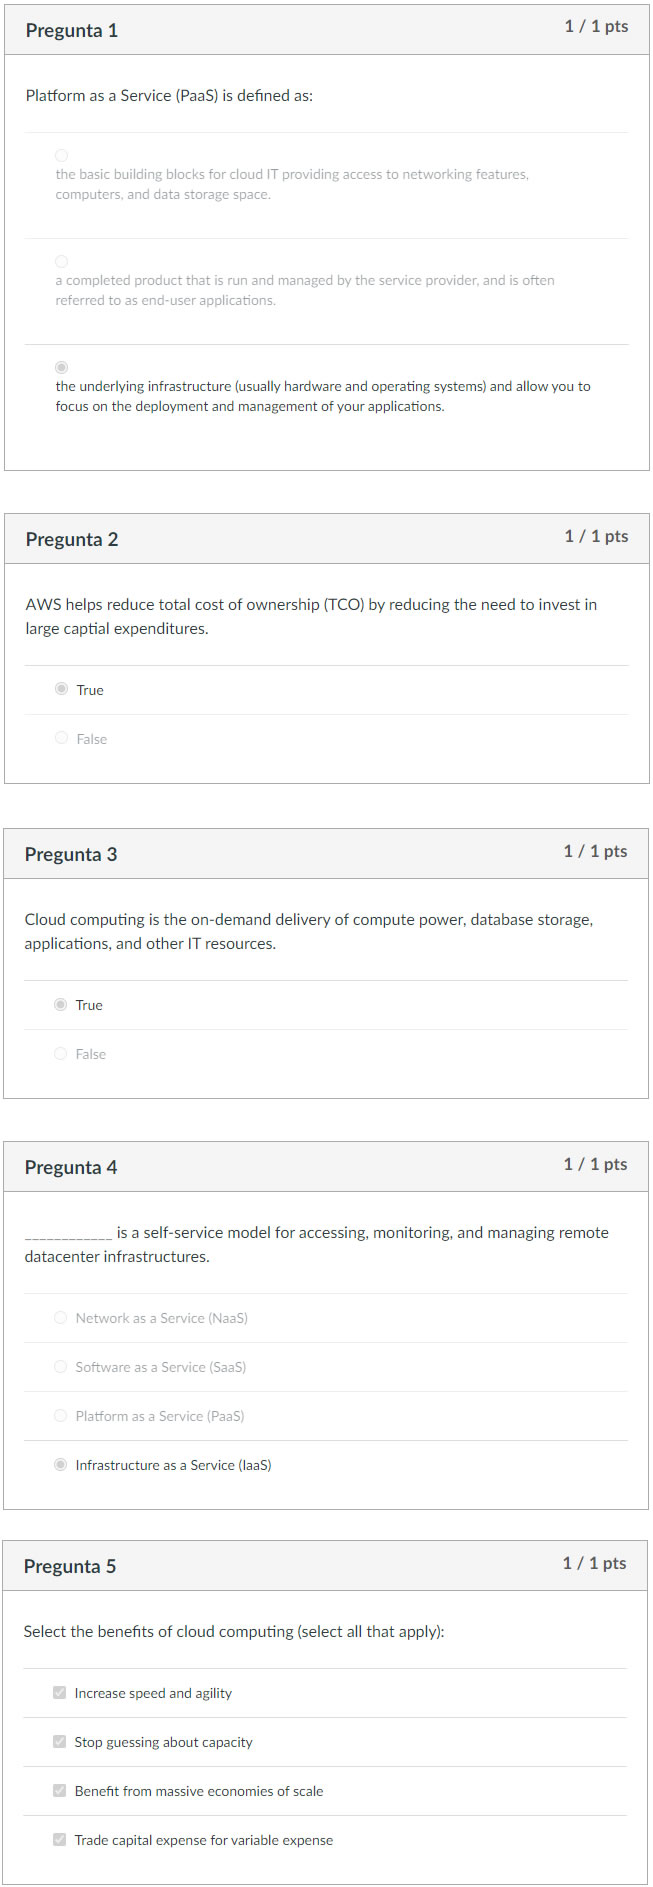 Pregunta 1
1 / 1 pts
Platform as a Service (PaaS) is defined as:
the basic building blocks for cloud IT providing access to networking features,
computers, and data storage space.
a completed product that is run and managed by the service provider, and is often
referred to as end-user applications.
the underlying infrastructure (usually hardware and operating systems) and allow you to
focus on the deployment and management of your applications.
Pregunta 2
1 / 1 pts
AWS helps reduce total cost of ownership (TCO) by reducing the need to invest in
large captial expenditures.
True
False
Pregunta 3
1 / 1 pts
Cloud computing is the on-demand delivery of compute power, database storage,
applications, and other IT resources.
True
False
Pregunta 4
1 / 1 pts
____________ is a self-service model for accessing, monitoring, and managing remote
datacenter infrastructures.
Network as a Service (NaaS)
Software as a Service (SaaS)
Platform as a Service (PaaS)
Infrastructure as a Service (IaaS)
Pregunta 5
1 / 1 pts
Select the benefits of cloud computing (select all that apply):
Increase speed and agility
Stop guessing about capacity
Benefit from massive economies of scale
Trade capital expense for variable expense